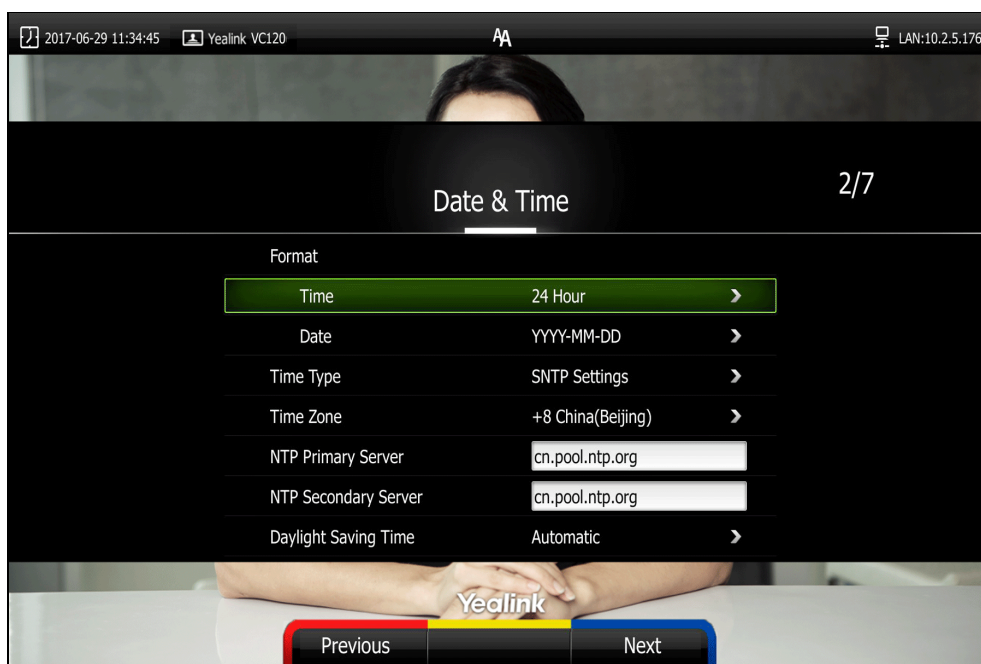 2017-06-29 11:34:45 Yealink VC120 AA LAN:10.2.5.176
Date & Time 2/7
Format
Time 24 Hour
Date YYYY-MM-DD
Time Type SNTP Settings
Time Zone +8 China(Beijing)
NTP Primary Server cn.pool.ntp.org
NTP Secondary Server cn.pool.ntp.org
Daylight Saving Time Automatic
Yealink
Previous Next